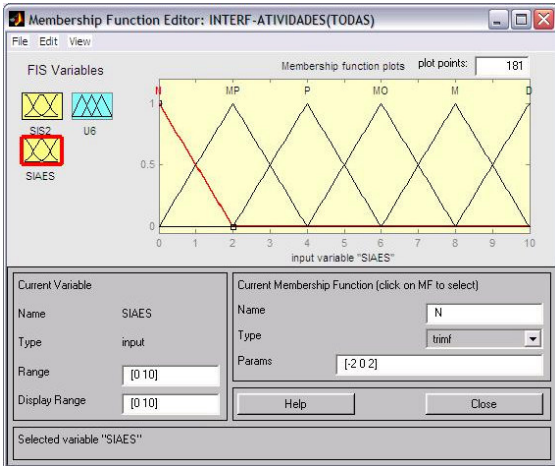 Membership Function Editor: INTERF-ATIVIDADES(TODAS)
File Edit View
FIS Variables
SIS2 U6
SIAES
Membership function plots plot points: 181
N MP P MO M D
1
0.5
0
0 1 2 3 4 5 6 7 8 9 10
input variable "SIAES"
Current Variable
Name SIAES
Type input
Range [0 10]
Display Range [0 10]
Current Membership Function (click on MF to select)
Name N
Type trimf
Params [-2 0 2]
Help Close
Selected variable "SIAES"